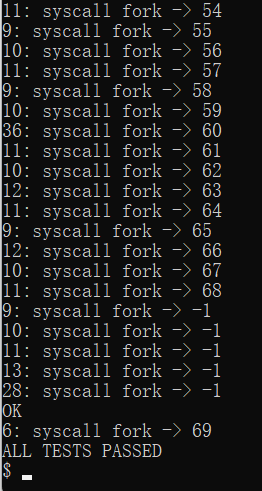 11: syscall fork -> 54
9: syscall fork -> 55
10: syscall fork -> 56
11: syscall fork -> 57
9: syscall fork -> 58
10: syscall fork -> 59
36: syscall fork -> 60
11: syscall fork -> 61
10: syscall fork -> 62
12: syscall fork -> 63
11: syscall fork -> 64
9: syscall fork -> 65
12: syscall fork -> 66
10: syscall fork -> 67
11: syscall fork -> 68
9: syscall fork -> -1
10: syscall fork -> -1
11: syscall fork -> -1
13: syscall fork -> -1
28: syscall fork -> -1
OK
6: syscall fork -> 69
ALL TESTS PASSED
$